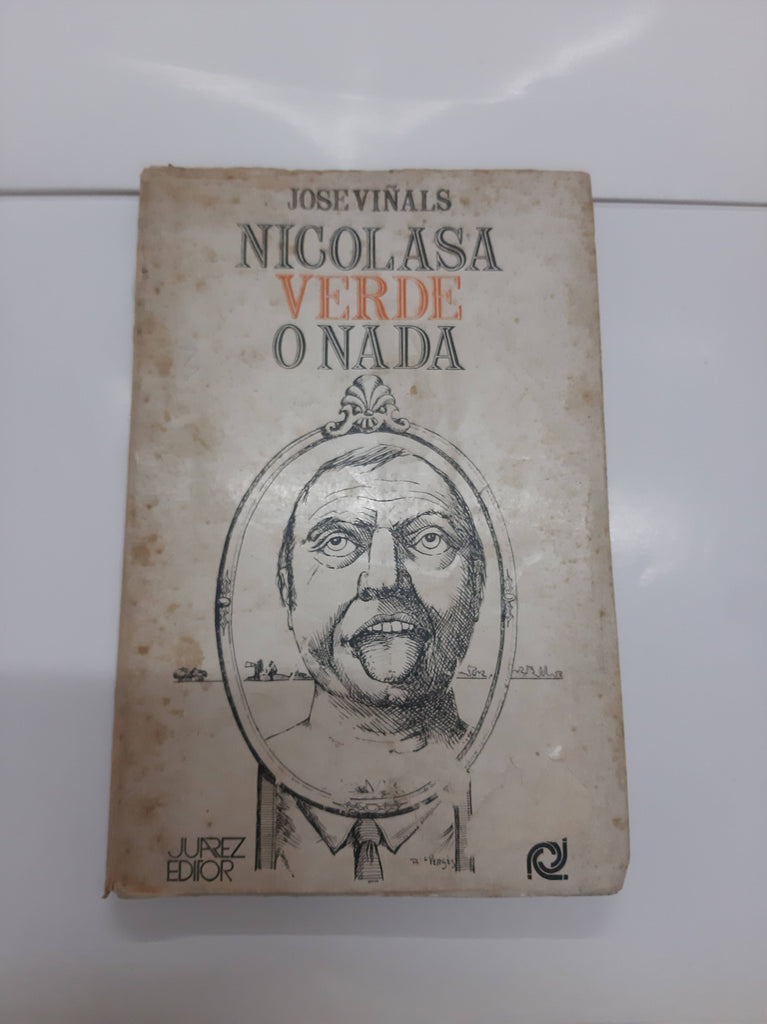 JOSE VIÑALS
NICOLASA
VERDE
O NADA
JUAREZ
EDITOR